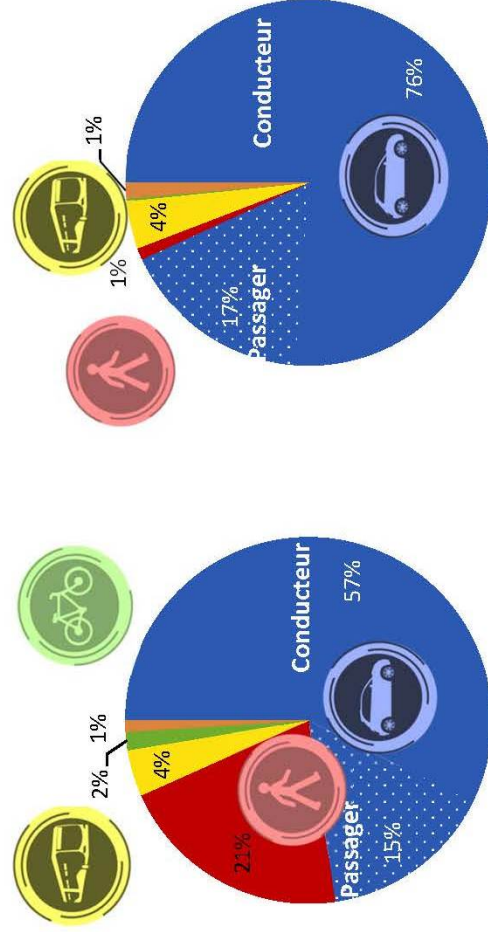 2%
1%
4%
21%
Conducteur
57%
Passager
15%
1%
4%
1%
17%
Passager
Conducteur
76%